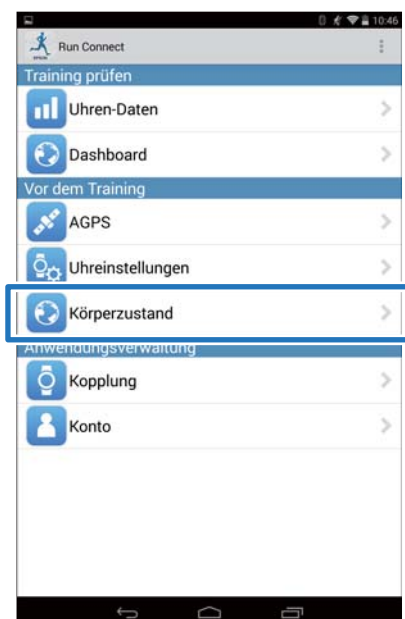 10:46
Run Connect
Training prüfen
Uhren-Daten
Dashboard
Vor dem Training
AGPS
Uhreinstellungen
Körperzustand
Anwendungsverwaltung
Kopplung
Konto